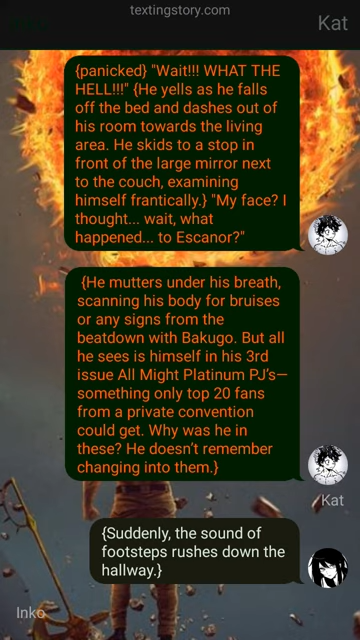 textingstory.com
Kat
{panicked} "Wait!!! WHAT THE
HELL!!!" {He yells as he falls
off the bed and dashes out of
his room towards the living
area. He skids to a stop in
front of the large mirror next
to the couch, examining
himself frantically.} "My face? I
thought... wait, what
happened... to Escanor?"
{He mutters under his breath,
scanning his body for bruises
or any signs from the
beatdown with Bakugo. But all
he sees is himself in his 3rd
issue All Might Platinum PJ’s—
something only top 20 fans
from a private convention
could get. Why was he in
these? He doesn’t remember
changing into them.}
Kat
{Suddenly, the sound of
footsteps rushes down the
hallway.}
Inko